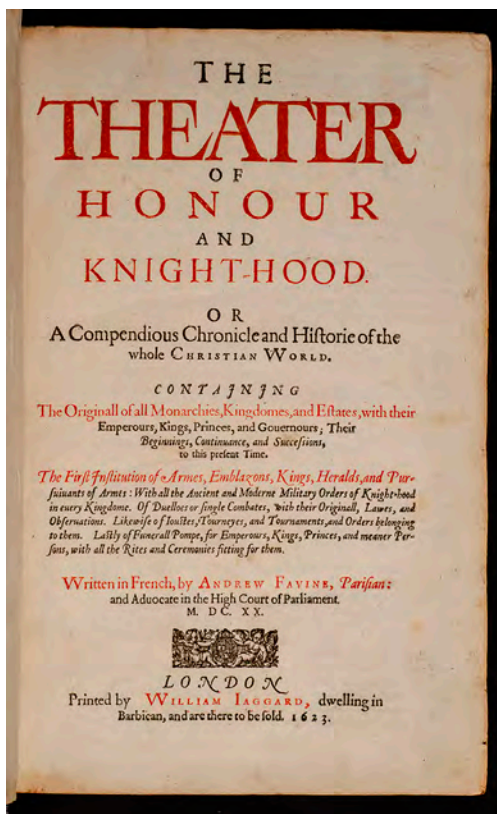 THE
THEATER
OF
HONOUR
AND
KNIGHT-HOOD.
OR
A Compendious Chronicle and Hiſtorie of the
whole CHRISTIAN WORLD.
CONTAJNJNG
The Originall of all Monarchies, Kingdomes, and Eſtates, with their
Emperours, Kings, Princes, and Gouernours; Their
Beginnings, Continuance, and Succeſsions,
to this preſent Time.
The Firſt Jnſtitution of Armes, Emblazons, Kings, Heralds, and Pur-
ſuiuants of Armes: With all the Ancient and Moderne Military Orders of Knight-hood
in euery Kingdome. Of Duelloes or ſingle Combates, with their Originall, Lawes, and
Obſeruations. Likewiſe of Iouſtes, Tourneyes, and Tournaments, and Orders belonging
to them. Laſtly of Funerall Pompe, for Emperours, Kings, Princes, and meaner Per-
ſons, with all the Rites and Ceremonies fitting for them.
Written in French, by ANDREW FAVINE, Pariſian:
and Aduocate in the High Court of Parliament.
M. DC. XX.
LONDON
Printed by WILLIAM IAGGARD, dwelling in
Barbican, and are there to be ſold. 1623.